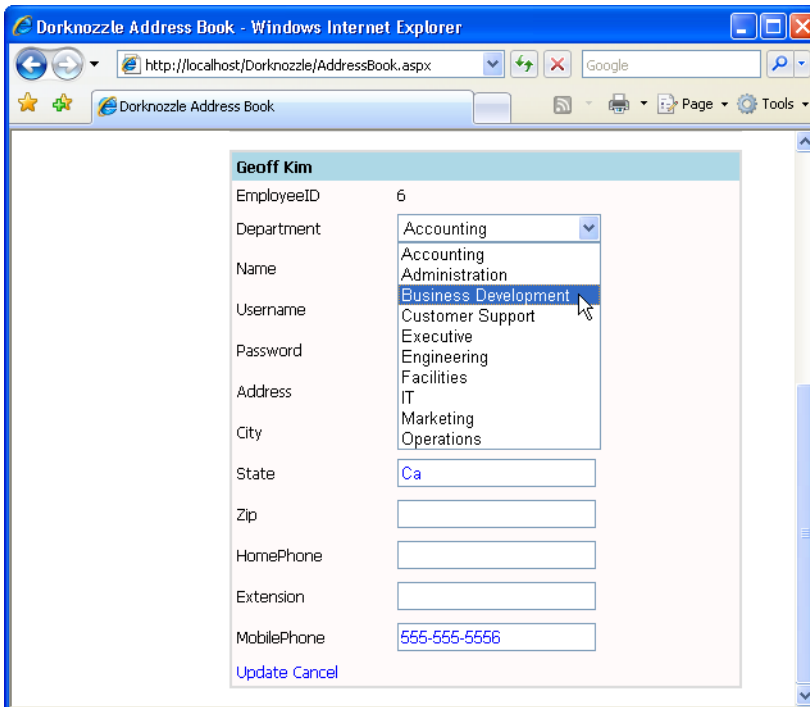 Dorknozzle Address Book - Windows Internet Explorer
http://localhost/Dorknozzle/AddressBook.aspx
Google
Dorknozzle Address Book
Page
Tools
Geoff Kim
EmployeeID 6
Department Accounting
Accounting
Administration
Name
Business Development
Username
Customer Support
Executive
Password
Engineering
Facilities
Address
IT
Marketing
City
Operations
State Ca
Zip
HomePhone
Extension
MobilePhone 555-555-5556
Update Cancel